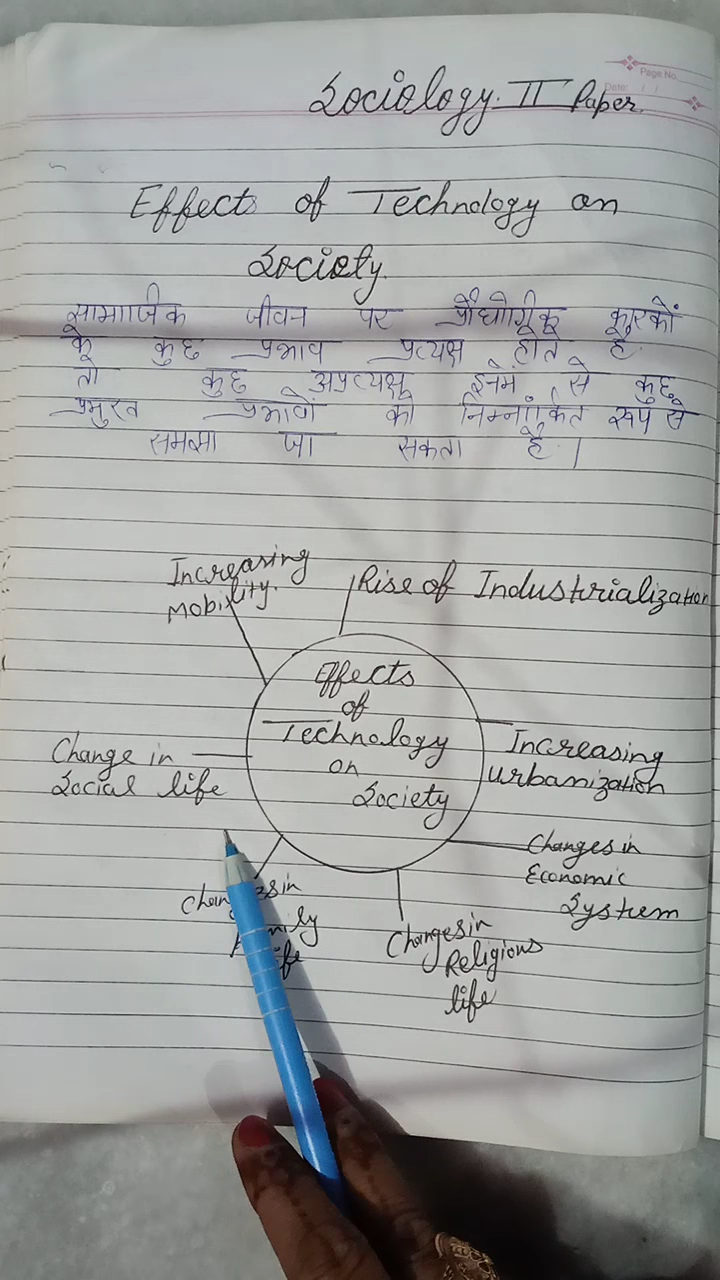 Page No.
Date: / /
Sociology. II Paper.
Effects of Technology on
Society.
सामाजिक जीवन पर प्रौद्योगिक कारकों
के कुछ प्रभाव प्रत्यक्ष होते है
तो कुछ अप्रत्यक्ष इनमें से कुछ
प्रमुख प्रभावों को निम्नांकित रूप से
समझा जा सकता है।
Increasing
mobility.
Rise of Industrialization
Effects
of
Technology
on
Society
Increasing
urbanization
Change in
Social life
Changes in
Economic
System
Changes in
Religious
life